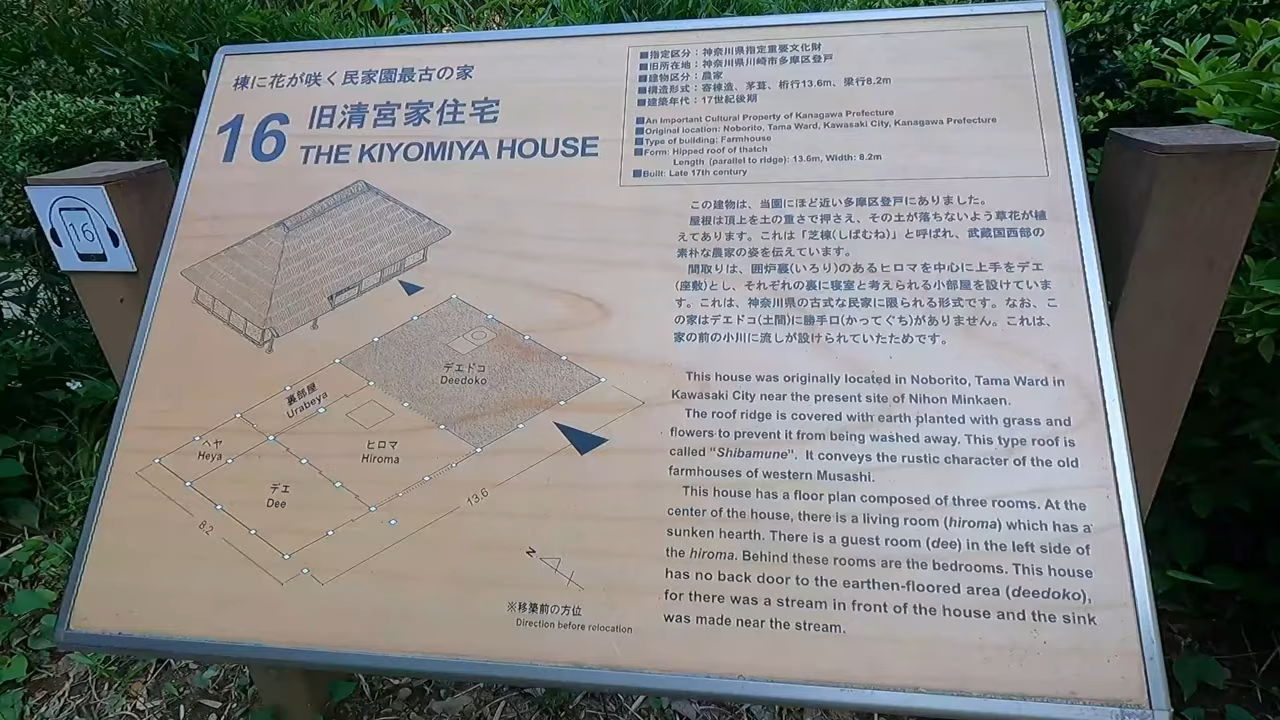 棟に花が咲く民家園最古の家
16
旧清宮家住宅
THE KIYOMIYA HOUSE
■指定区分：神奈川県指定重要文化財
■旧所在地：神奈川県川崎市多摩区登戸
■建物区分：農家
■構造形式：寄棟造、茅葺、桁行13.6m、梁行8.2m
■建築年代：17世紀後期
■An Important Cultural Property of Kanagawa Prefecture
■Original location: Noborito, Tama Ward, Kawasaki City, Kanagawa Prefecture
■Type of building: Farmhouse
■Form: Hipped roof of thatch
Length (parallel to ridge): 13.6m, Width: 8.2m
■Built: Late 17th century
この建物は、当園にほど近い多摩区登戸にありました。
屋根は頂上を土の重さで押さえ、その土が落ちないよう草花が植
えてあります。これは「芝棟(しばむね)」と呼ばれ、武蔵国西部の
素朴な農家の姿を伝えています。
間取りは、囲炉裏(いろり)のあるヒロマを中心に上手をデエ
(座敷)とし、それぞれの裏に寝室と考えられる小部屋を設けていま
す。これは、神奈川県の古式な民家に限られる形式です。なお、こ
の家はデエドコ(土間)に勝手口(かってぐち)がありません。これは、
家の前の小川に流しが設けられていたためです。
This house was originally located in Noborito, Tama Ward in
Kawasaki City near the present site of Nihon Minkaen.
The roof ridge is covered with earth planted with grass and
flowers to prevent it from being washed away. This type roof is
called "Shibamune". It conveys the rustic character of the old
farmhouses of western Musashi.
This house has a floor plan composed of three rooms. At the
center of the house, there is a living room (hiroma) which has a
sunken hearth. There is a guest room (dee) in the left side of
the hiroma. Behind these rooms are the bedrooms. This house
has no back door to the earthen-floored area (deedoko),
for there was a stream in front of the house and the sink
was made near the stream.
デエドコ
Deedoko
裏部屋
Urabeya
ヘヤ
Heya
ヒロマ
Hiroma
デエ
Dee
13.6
8.2
N
※移築前の方位
Direction before relocation
16